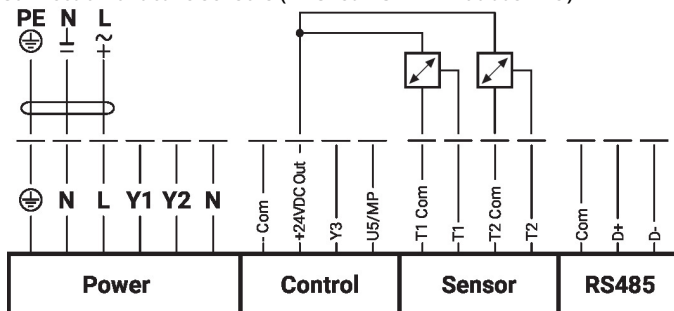 PE N L
N L Y1 Y2 N
- Com
+24VDC Out
Y3
U5/MP
T1 Com
T1
T2 Com
T2
Com
D+
D-
Power Control Sensor RS485